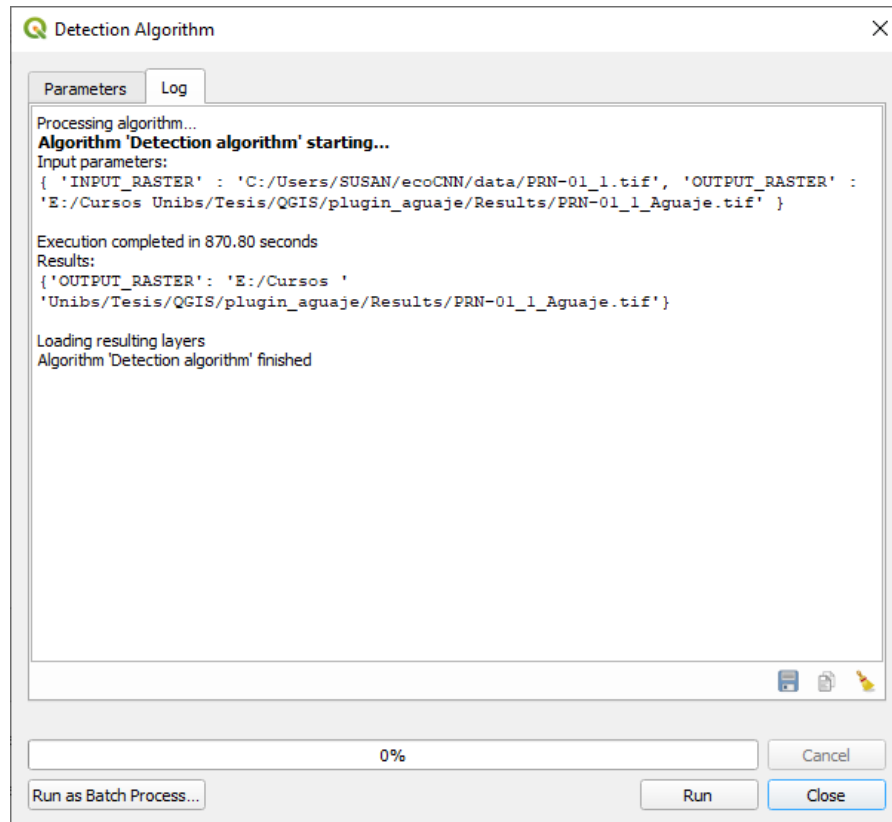 Detection Algorithm
Parameters
Log
Processing algorithm...
Algorithm 'Detection algorithm' starting...
Input parameters:
{ 'INPUT_RASTER' : 'C:/Users/SUSAN/ecoCNN/data/PRN-01_1.tif', 'OUTPUT_RASTER' :
'E:/Cursos Unibs/Tesis/QGIS/plugin_aguaje/Results/PRN-01_1_Aguaje.tif' }
Execution completed in 870.80 seconds
Results:
{'OUTPUT_RASTER': 'E:/Cursos '
'Unibs/Tesis/QGIS/plugin_aguaje/Results/PRN-01_1_Aguaje.tif'}
Loading resulting layers
Algorithm 'Detection algorithm' finished
0%
Cancel
Run as Batch Process...
Run
Close